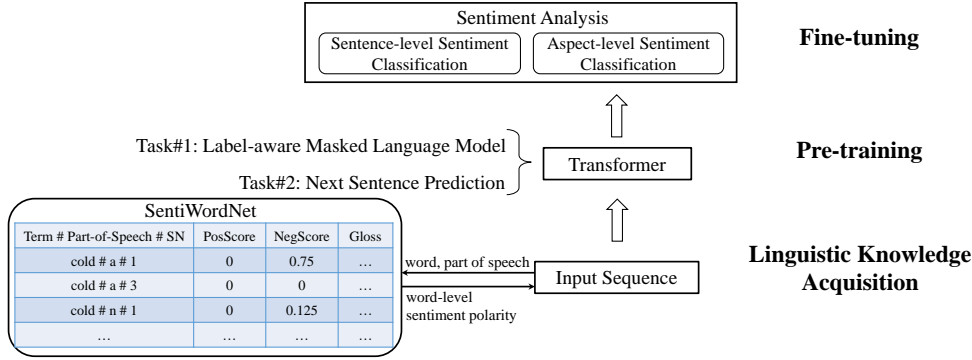 Sentiment Analysis
Sentence-level Sentiment
Classification
Aspect-level Sentiment
Classification
Fine-tuning
Task#1: Label-aware Masked Language Model
Task#2: Next Sentence Prediction
Transformer
Pre-training
SentiWordNet
Term # Part-of-Speech # SN PosScore NegScore Gloss
cold # a # 1 0 0.75 …
cold # a # 3 0 0 …
cold # n # 1 0 0.125 …
… … … …
word, part of speech
word-level
sentiment polarity
Input Sequence
Linguistic Knowledge
Acquisition